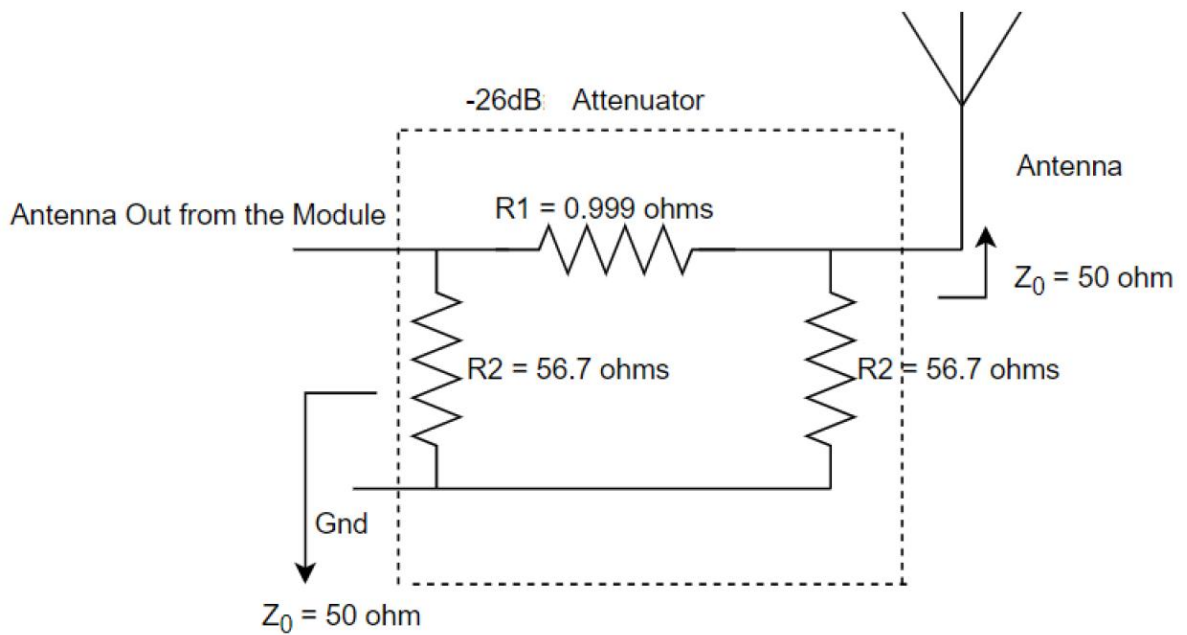 -26dB Attenuator
Antenna
Antenna Out from the Module
R1 = 0.999 ohms
Z0 = 50 ohm
R2 = 56.7 ohms
R2 = 56.7 ohms
Gnd
Z0 = 50 ohm